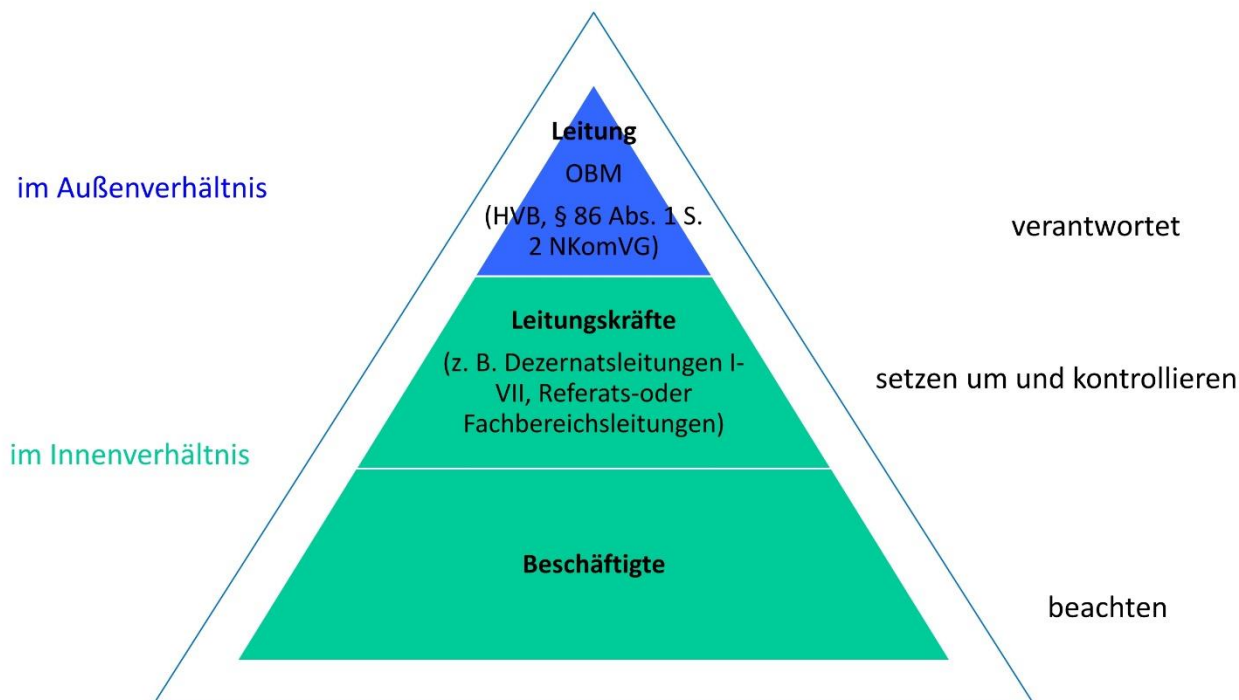 Leitung
im Außenverhältnis
OBM
(HVB, § 86 Abs. 1 S.
2 NKomVG)
verantwortet
Leitungskräfte
(z. B. Dezernatsleitungen I-
VII, Referats-oder
Fachbereichsleitungen)
setzen um und kontrollieren
im Innenverhältnis
Beschäftigte
beachten